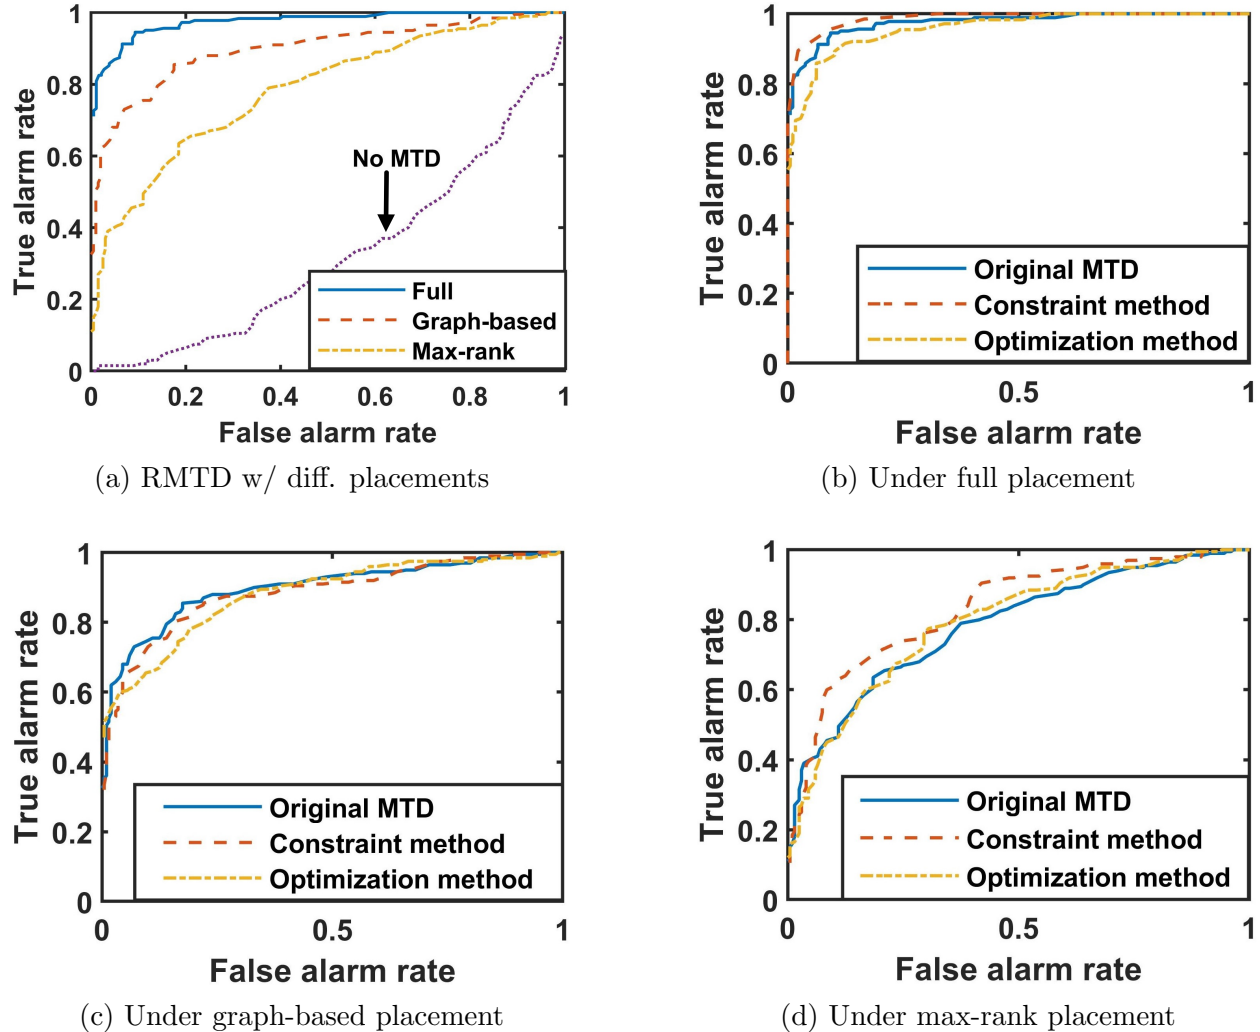 1
0.8
0.6
0.4
0.2
0
True alarm rate
No MTD
Full
Graph-based
Max-rank
0 0.2 0.4 0.6 0.8 1
False alarm rate
(a) RMTD w/ diff. placements
1
0.8
0.6
0.4
0.2
0
True alarm rate
Original MTD
Constraint method
Optimization method
0 0.5 1
False alarm rate
(b) Under full placement
1
0.8
0.6
0.4
0.2
0
True alarm rate
Original MTD
Constraint method
Optimization method
0 0.5 1
False alarm rate
(c) Under graph-based placement
1
0.8
0.6
0.4
0.2
0
True alarm rate
Original MTD
Constraint method
Optimization method
0 0.5 1
False alarm rate
(d) Under max-rank placement